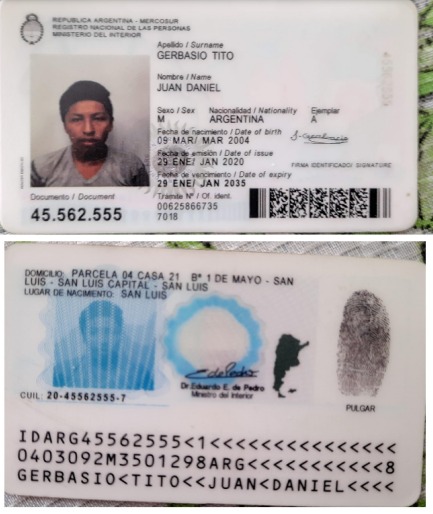 REPUBLICA ARGENTINA - MERCOSUR
REGISTRO NACIONAL DE LAS PERSONAS
MINISTERIO DEL INTERIOR
Apellido / Surname
GERBASIO TITO
Nombre / Name
JUAN DANIEL
Sexo / Sex Nacionalidad / Nationality Ejemplar
M ARGENTINA A
Fecha de nacimiento / Date of birth
09 MAR/ MAR 2004
Fecha de emisión / Date of issue
29 ENE/ JAN 2020
FIRMA IDENTIFICADO/ SIGNATURE
Fecha de vencimiento / Date of expiry
29 ENE/ JAN 2035
Documento / Document
45.562.555
Trámite Nº / Of. ident.
00625866735
7018
DOMICILIO: PARCELA 04 CASA 21 Bº 1 DE MAYO - SAN
LUIS - SAN LUIS CAPITAL - SAN LUIS
LUGAR DE NACIMIENTO: SAN LUIS
Dr. Eduardo E. de Pedro
Ministro del Interior
CUIL: 20-45562555-7
PULGAR
IDARG45562555<1<<<<<<<<<<<<<<<
0403092M3501298ARG<<<<<<<<<<<8
GERBASIO<TITO<<JUAN<DANIEL<<<<